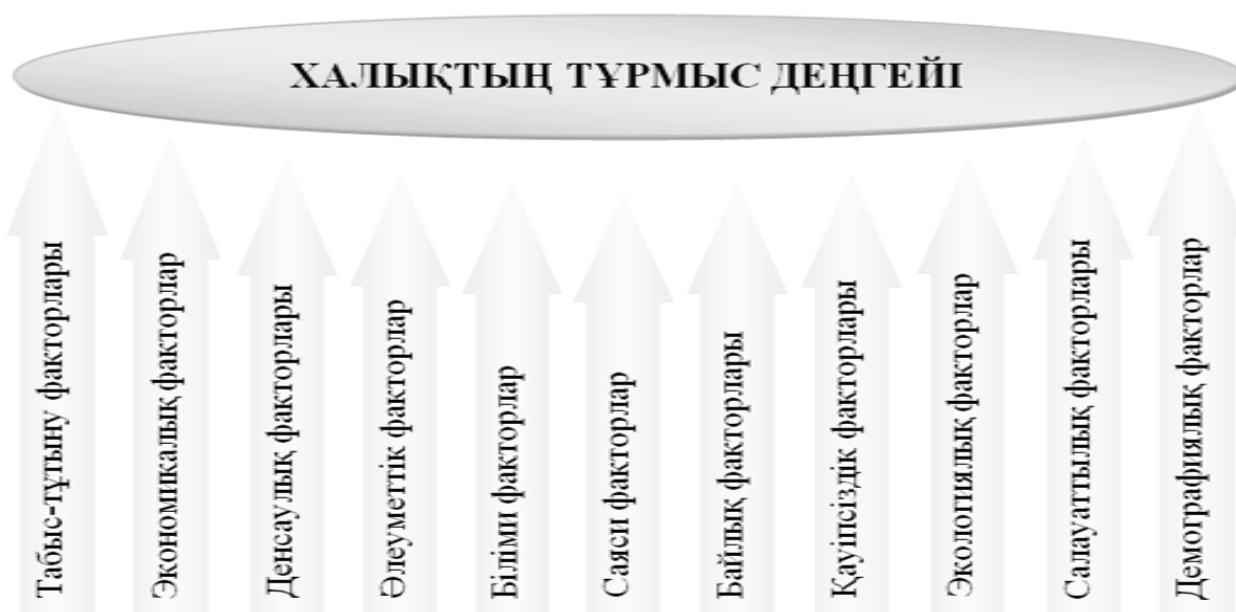 ХАЛЫҚТЫҢ ТҰРМЫС ДЕҢГЕЙІ
Табыс-тұтыну факторлары
Экономикалық факторлар
Денсаулық факторлары
Әлеуметтік факторлар
Біліми факторлар
Саяси факторлар
Байлық факторлары
Қауіпсіздік факторлары
Экологиялық факторлар
Салауаттылық факторлары
Демографиялық факторлар